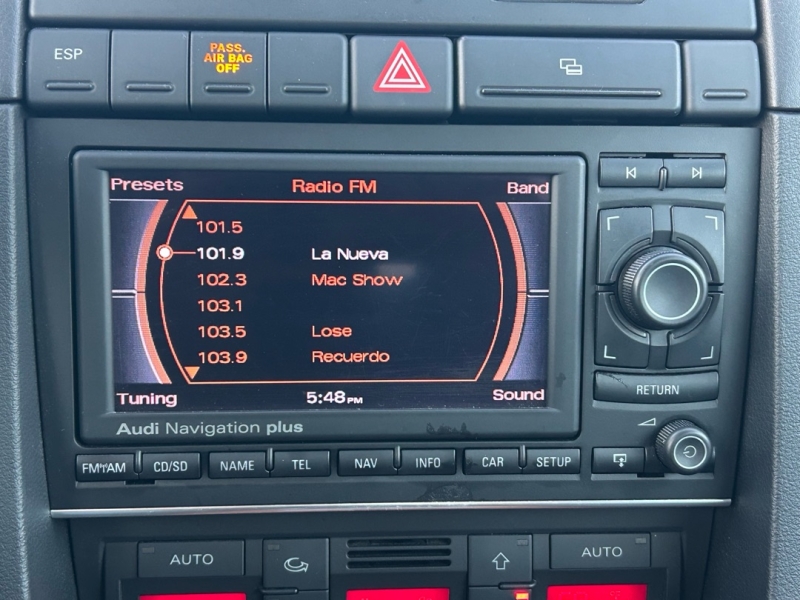 ESP
PASS.
AIR BAG
OFF
Presets Radio FM Band
101.5
101.9 La Nueva
102.3 Mac Show
103.1
103.5 Lose
103.9 Recuerdo
Tuning 5:48 PM Sound
RETURN
Audi Navigation plus
FM/AM CD/SD NAME TEL NAV INFO CAR SETUP
AUTO AUTO